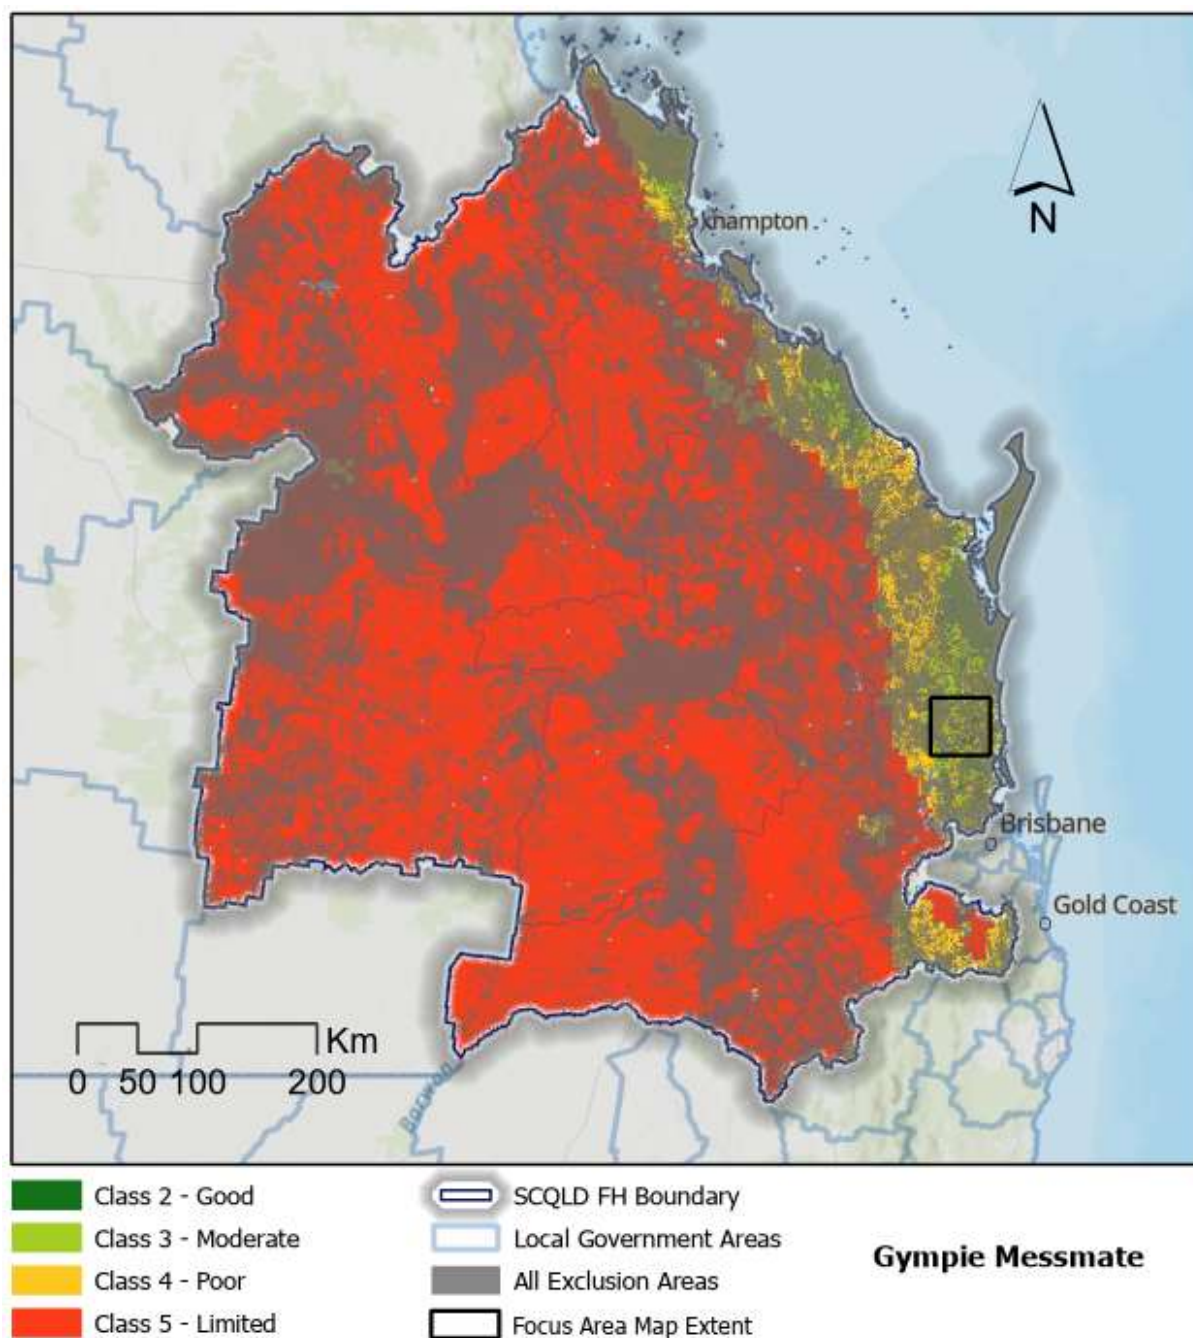 N
khampton
Brisbane
Gold Coast
Km
0 50 100 200
Barwon
Class 2 - Good
Class 3 - Moderate
Class 4 - Poor
Class 5 - Limited
SCQLD FH Boundary
Local Government Areas
All Exclusion Areas
Focus Area Map Extent
Gympie Messmate